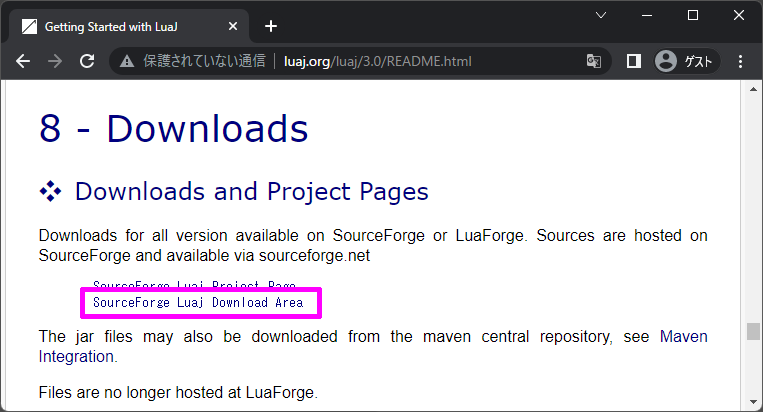 Getting Started with LuaJ
保護されていない通信 | luaj.org/luaj/3.0/README.html
ゲスト
8 - Downloads
Downloads and Project Pages
Downloads for all version available on SourceForge or LuaForge. Sources are hosted on
SourceForge and available via sourceforge.net
SourceForge Luaj Project Page
SourceForge Luaj Download Area
The jar files may also be downloaded from the maven central repository, see Maven
Integration.
Files are no longer hosted at LuaForge.